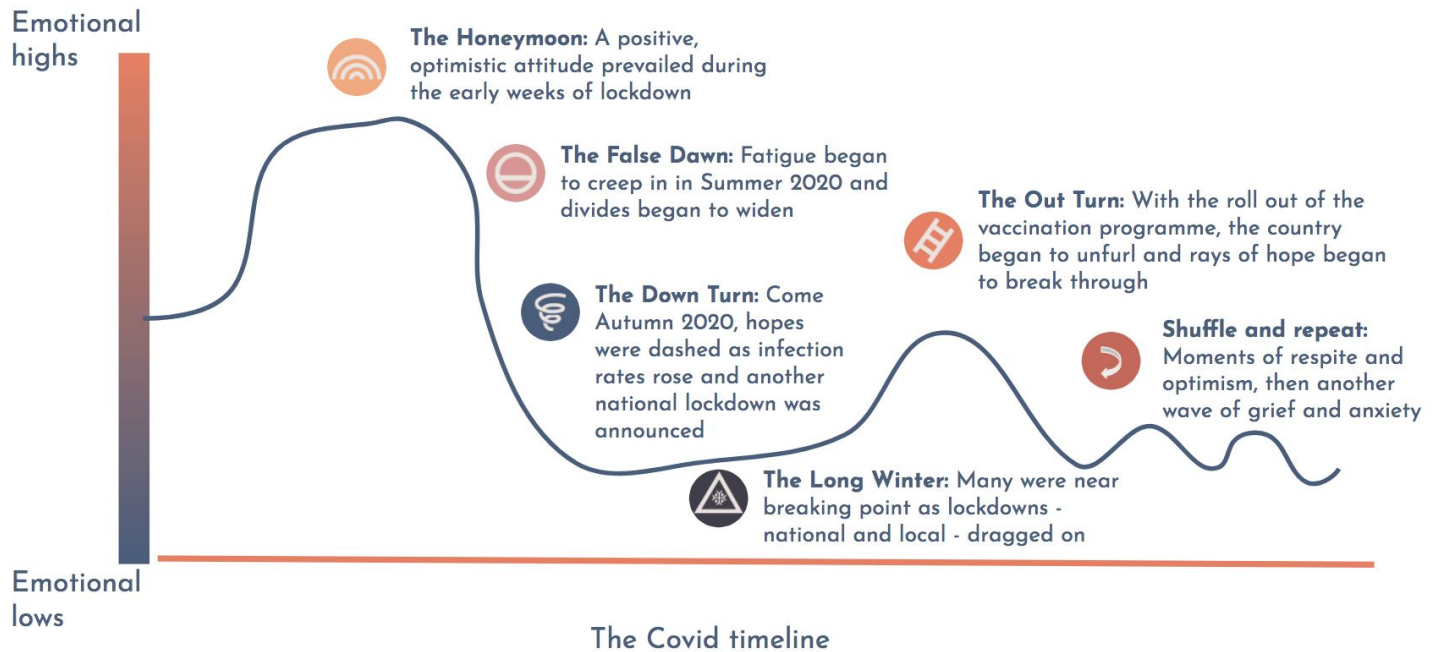 Emotional
highs
The Honeymoon: A positive,
optimistic attitude prevailed during
the early weeks of lockdown
The False Dawn: Fatigue began
to creep in in Summer 2020 and
divides began to widen
The Out Turn: With the roll out of the
vaccination programme, the country
began to unfurl and rays of hope began
to break through
The Down Turn: Come
Autumn 2020, hopes
were dashed as infection
rates rose and another
national lockdown was
announced
Shuffle and repeat:
Moments of respite and
optimism, then another
wave of grief and anxiety
The Long Winter: Many were near
breaking point as lockdowns -
national and local - dragged on
Emotional
lows
The Covid timeline